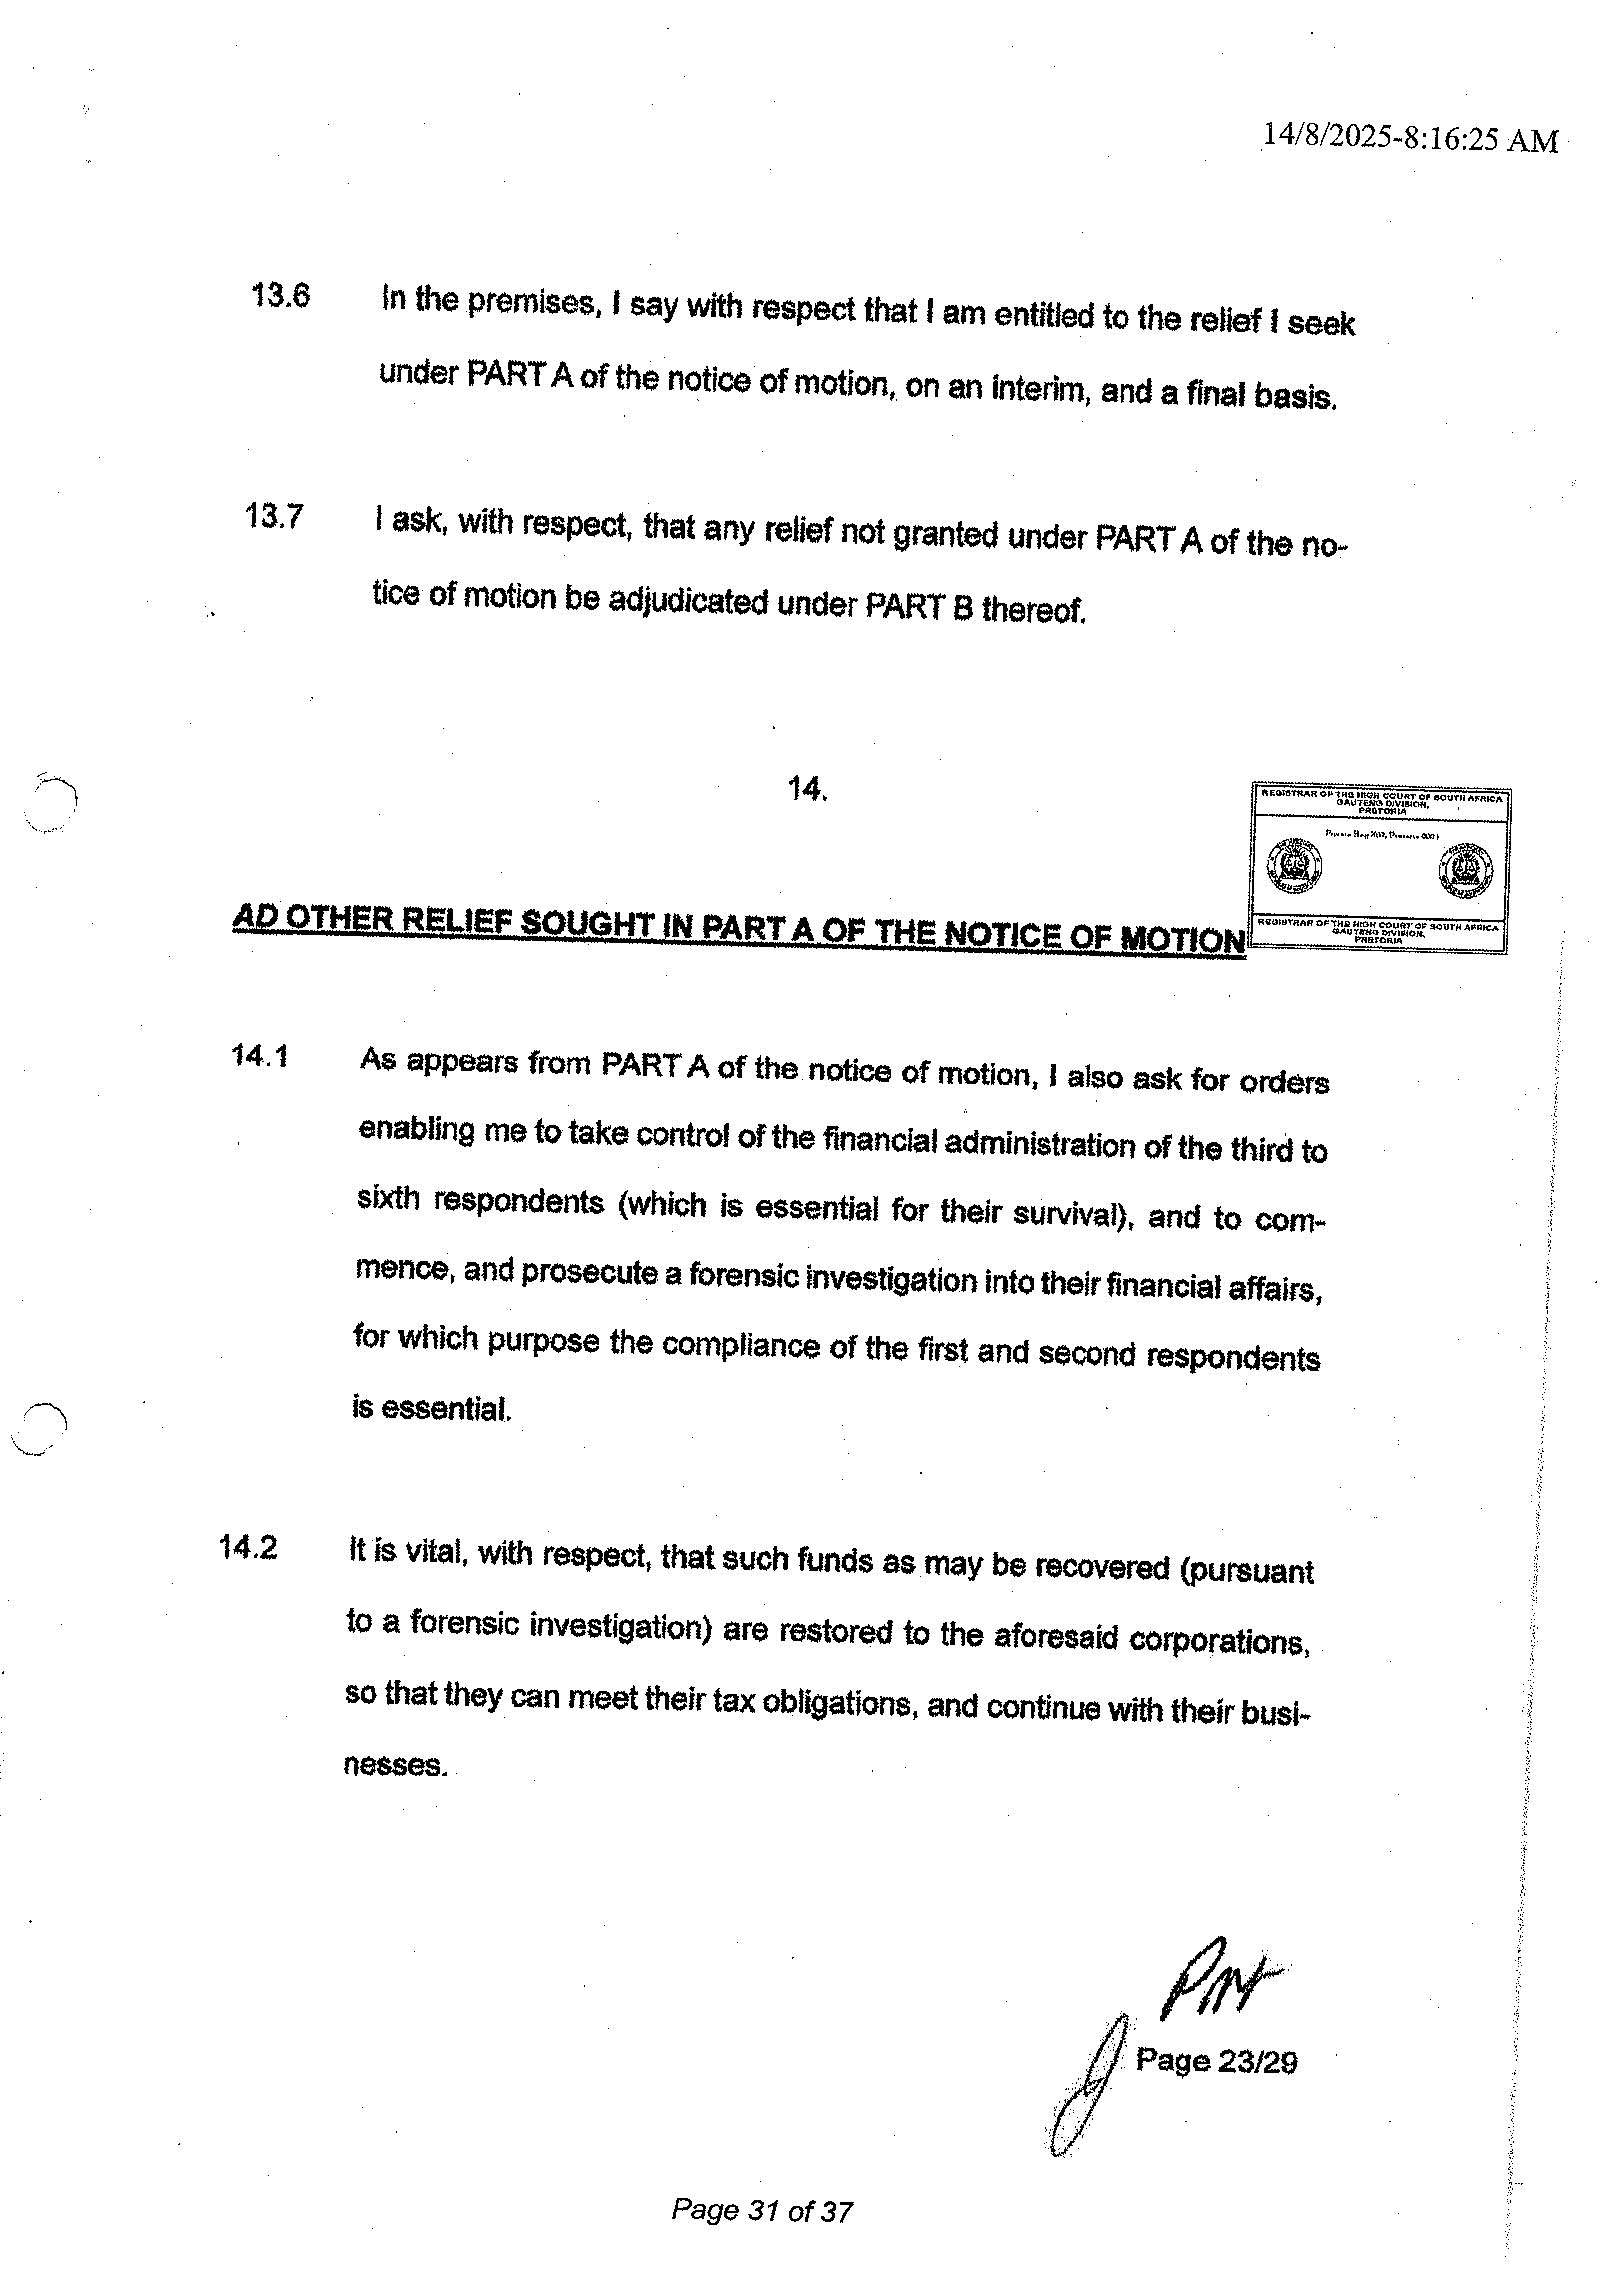 14/8/2025-8:16:25 AM
13.6 In the premises, I say with respect that I am entitled to the relief I seek
under PART A of the notice of motion, on an interim, and a final basis.
13.7 I ask, with respect, that any relief not granted under PART A of the no-
tice of motion be adjudicated under PART B thereof.
14.
REGISTRAR OF THE HIGH COURT OF SOUTH AFRICA
GAUTENG DIVISION,
PRETORIA
AD OTHER RELIEF SOUGHT IN PART A OF THE NOTICE OF MOTION
REGISTRAR OF THE HIGH COURT OF SOUTH AFRICA
GAUTENG DIVISION,
PRETORIA
14.1 As appears from PART A of the notice of motion, I also ask for orders
enabling me to take control of the financial administration of the third to
sixth respondents (which is essential for their survival), and to com-
mence, and prosecute a forensic investigation into their financial affairs,
for which purpose the compliance of the first and second respondents
is essential.
14.2 It is vital, with respect, that such funds as may be recovered (pursuant
to a forensic investigation) are restored to the aforesaid corporations,
so that they can meet their tax obligations, and continue with their busi-
nesses.
Page 23/29
Page 31 of 37